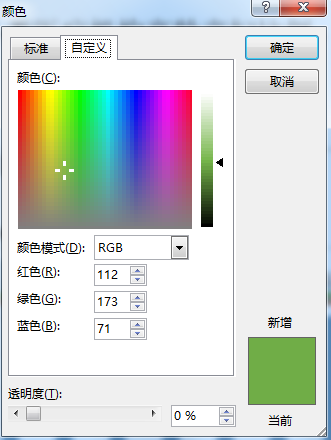 颜色
标准 自定义
确定
取消
颜色(C):
颜色模式(D): RGB
红色(R): 112
绿色(G): 173
蓝色(B): 71
新增
当前
透明度(T):
0 %